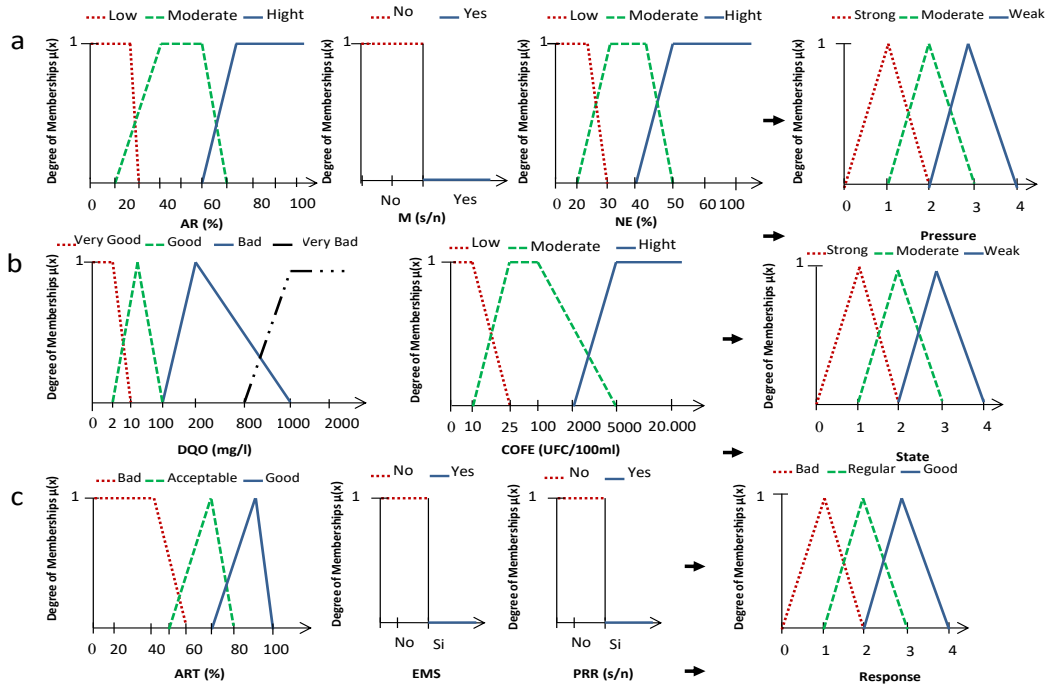 a
Low Moderate Hight
Degree of Memberships µ(x)
1
0 20 40 60 80 100
AR (%)
No Yes
Degree of Memberships µ(x)
1
No Yes
M (s/n)
Low Moderate Hight
Degree of Memberships µ(x)
1
0 20 30 40 50 60 100
NE (%)
Strong Moderate Weak
Degree of Memberships µ(x)
1
0 1 2 3 4
Pressure
b
Very Good Good Bad Very Bad
Degree of Memberships µ(x)
1
0 2 10 100 200 800 1000 2000
DQO (mg/l)
Low Moderate Hight
Degree of Memberships µ(x)
1
0 10 25 100 2000 5000 20.000
COFE (UFC/100ml)
Strong Moderate Weak
Degree of Memberships µ(x)
1
0 1 2 3 4
State
c
Bad Acceptable Good
Degree of Memberships µ(x)
1
0 20 40 60 80 100
ART (%)
No Yes
Degree of Memberships µ(x)
1
No Si
EMS
No Yes
Degree of Memberships µ(x)
1
No Si
PRR (s/n)
Bad Regular Good
Degree of Memberships µ(x)
1
0 1 2 3 4
Response